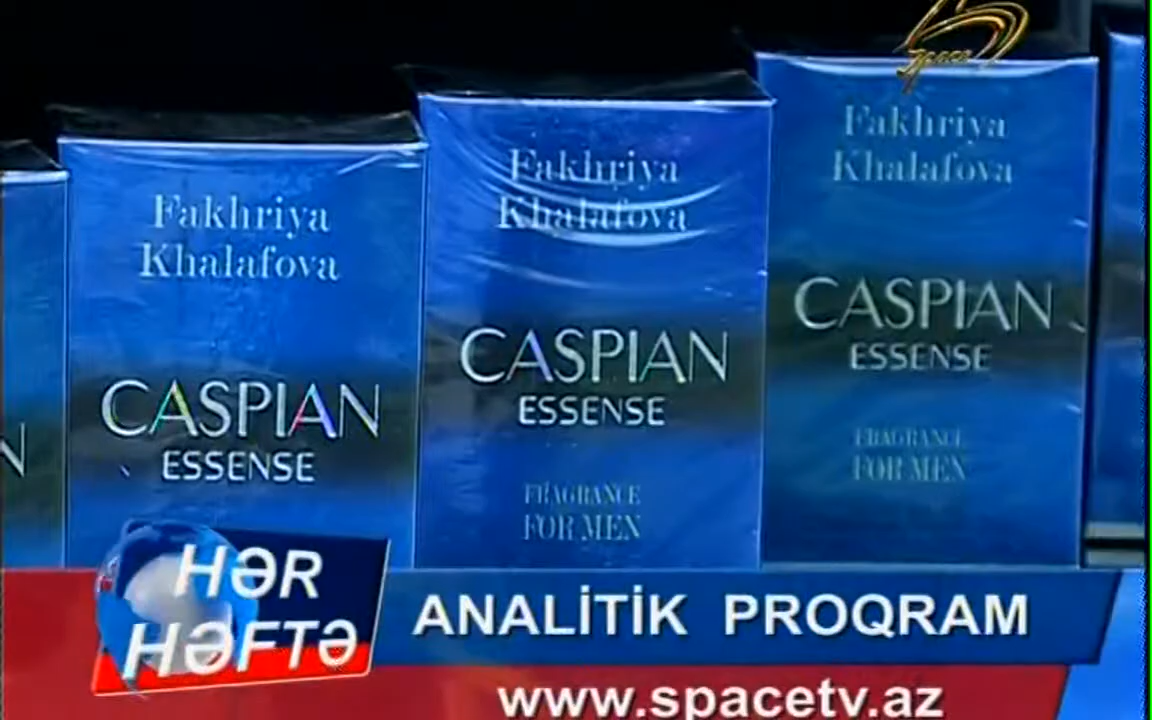 space
Fakhriya
Khalafova
CASPIAN
ESSENSE
Fakhriya
Khalafova
CASPIAN
ESSENSE
FRAGRANCE
FOR MEN
Fakhriya
Khalafova
CASPIAN
ESSENSE
FRAGRANCE
FOR MEN
N
HƏR
HƏFTƏ
ANALİTİK PROQRAM
www.spacetv.az